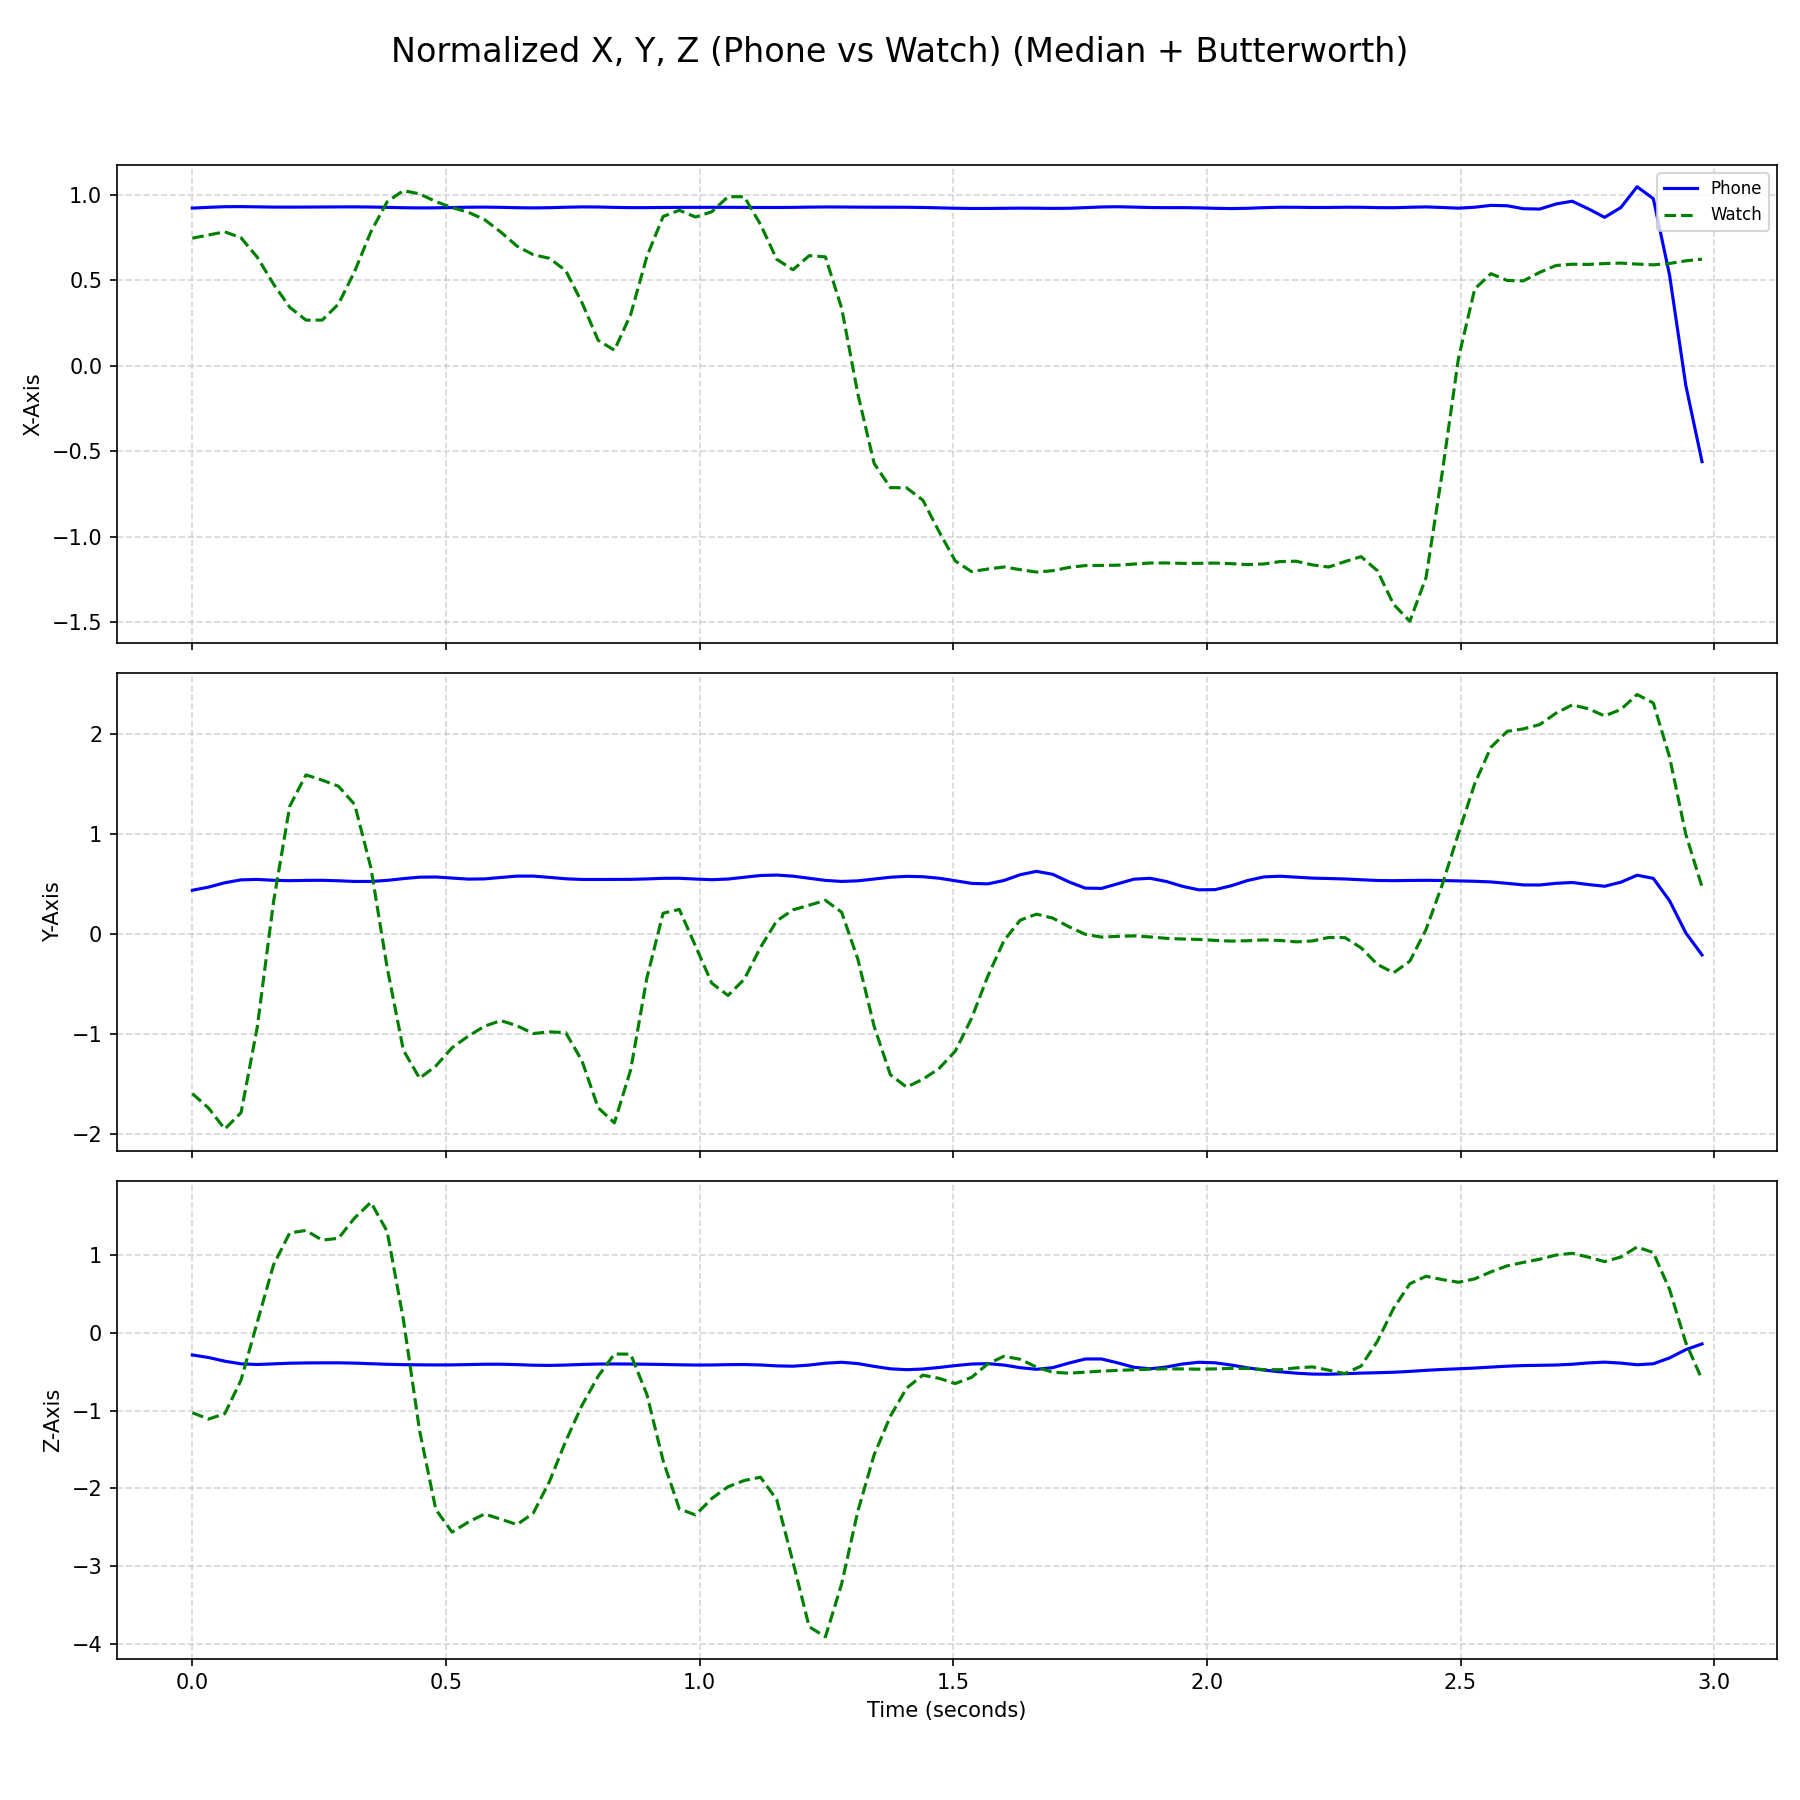 Normalized X, Y, Z (Phone vs Watch) (Median + Butterworth)
Phone
Watch
1.0
0.5
0.0
−0.5
−1.0
−1.5
X-Axis
2
1
0
−1
−2
Y-Axis
1
0
−1
−2
−3
−4
Z-Axis
0.0 0.5 1.0 1.5 2.0 2.5 3.0
Time (seconds)